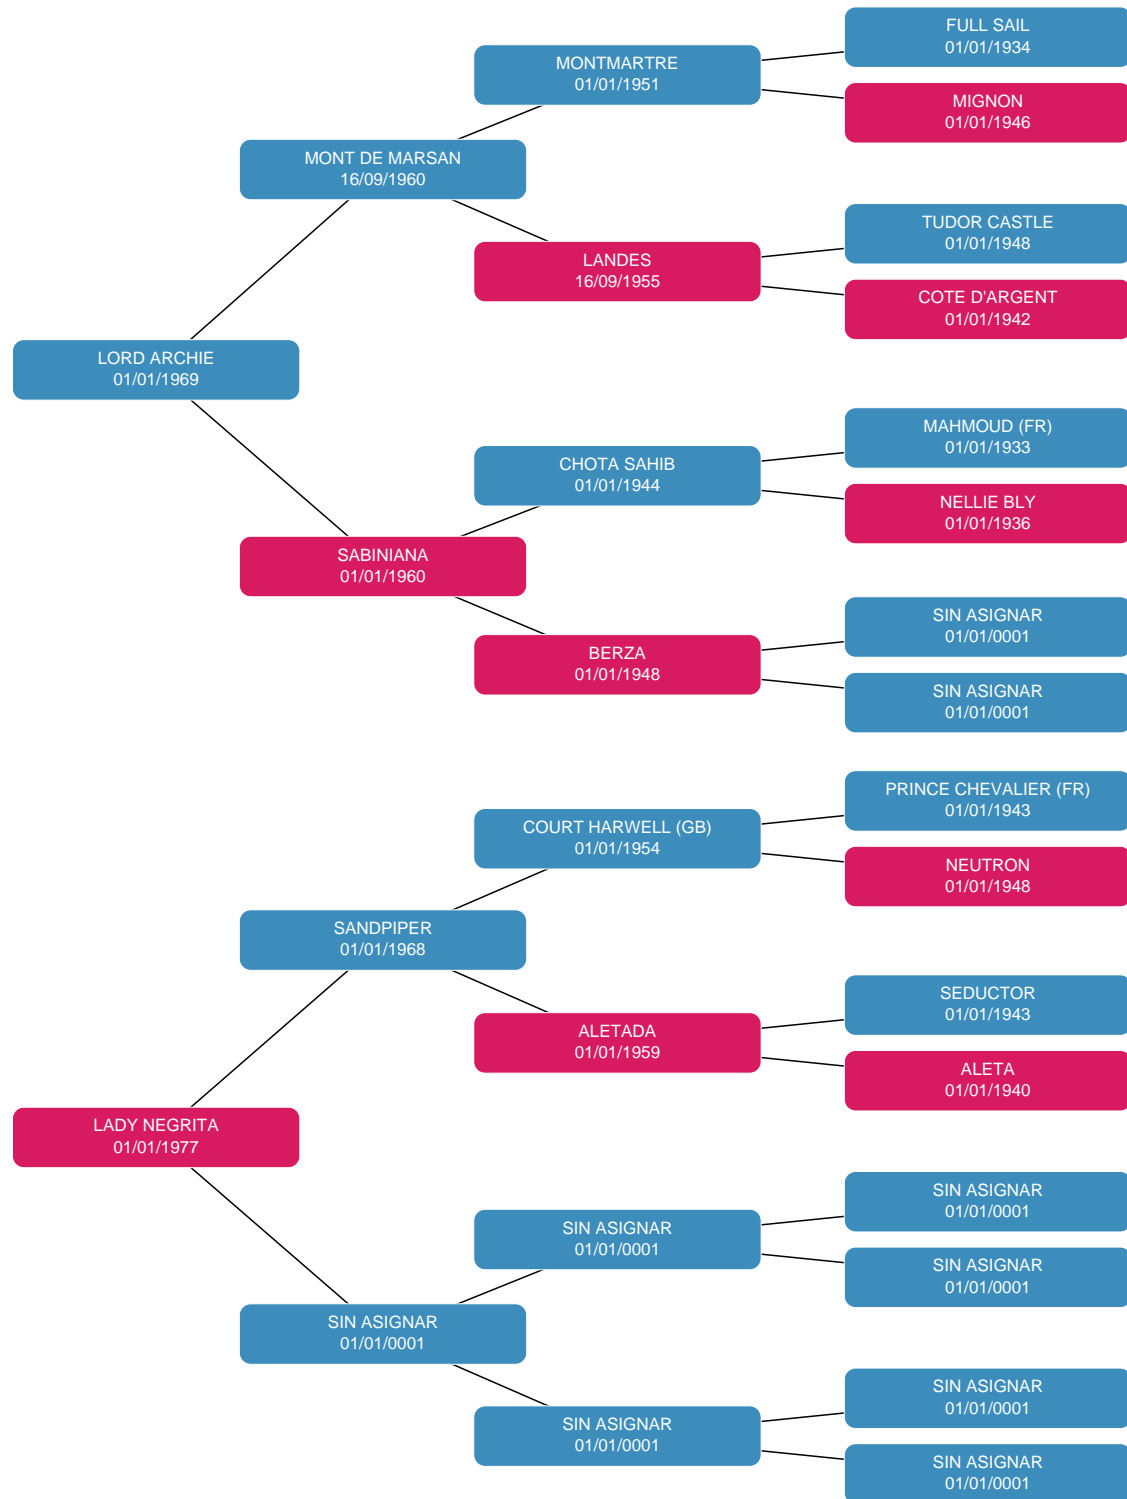 FULL SAIL
01/01/1934
MONTMARTRE
01/01/1951
MIGNON
01/01/1946
MONT DE MARSAN
16/09/1960
TUDOR CASTLE
01/01/1948
LANDES
16/09/1955
COTE D'ARGENT
01/01/1942
LORD ARCHIE
01/01/1969
MAHMOUD (FR)
01/01/1933
CHOTA SAHIB
01/01/1944
NELLIE BLY
01/01/1936
SABINIANA
01/01/1960
SIN ASIGNAR
01/01/0001
BERZA
01/01/1948
SIN ASIGNAR
01/01/0001
PRINCE CHEVALIER (FR)
01/01/1943
COURT HARWELL (GB)
01/01/1954
NEUTRON
01/01/1948
SANDPIPER
01/01/1968
SEDUCTOR
01/01/1943
ALETADA
01/01/1959
ALETA
01/01/1940
LADY NEGRITA
01/01/1977
SIN ASIGNAR
01/01/0001
SIN ASIGNAR
01/01/0001
SIN ASIGNAR
01/01/0001
SIN ASIGNAR
01/01/0001
SIN ASIGNAR
01/01/0001
SIN ASIGNAR
01/01/0001
SIN ASIGNAR
01/01/0001